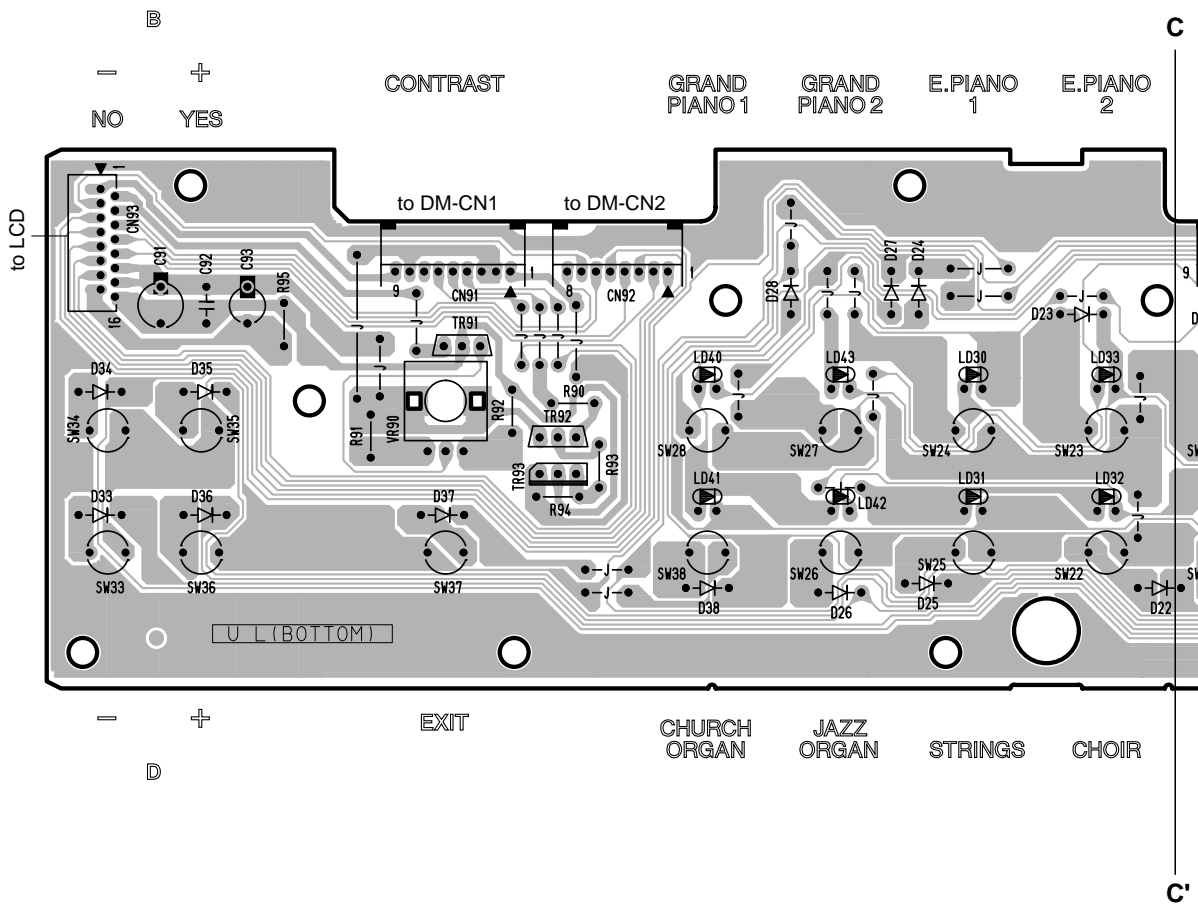 B
C
− +
CONTRAST
GRAND
PIANO 1
GRAND
PIANO 2
E.PIANO
1
E.PIANO
2
NO YES
to LCD
1
CN93
16
to DM-CN1
to DM-CN2
C91
C92
C93
R95
9
CN91
1
8
CN92
1
J
J
J
J
J
J
J
J
D28
J
J
D27
D24
J
J
J
D23
9
TR91
D34
D35
SW34
SW35
R91
VR90
R92
R90
TR92
TR93
R93
R94
LD40
LD43
LD30
LD33
J
J
J
SW28
SW27
SW24
SW23
LD41
LD42
LD31
LD32
J
D33
D36
D37
SW33
SW36
SW37
J
J
SW38
SW26
SW25
SW22
D38
D26
D25
D22
U L(BOTTOM)
− +
EXIT
CHURCH
ORGAN
JAZZ
ORGAN
STRINGS
CHOIR
D
C'